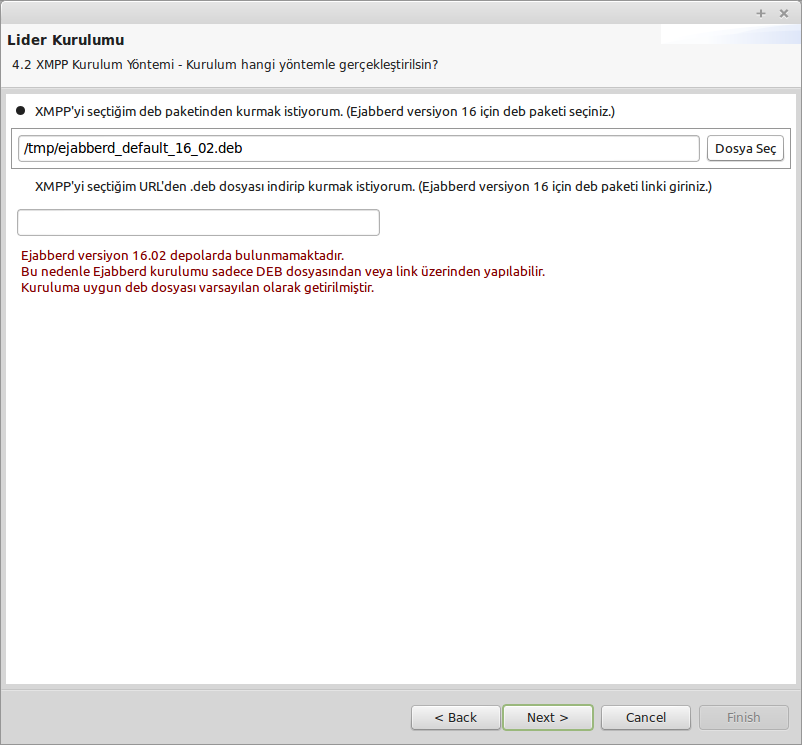 Lider Kurulumu
4.2 XMPP Kurulum Yöntemi - Kurulum hangi yöntemle gerçekleştirilsin?
XMPP'yi seçtiğim deb paketinden kurmak istiyorum. (Ejabberd versiyon 16 için deb paketi seçiniz.)
/tmp/ejabberd_default_16_02.deb
Dosya Seç
XMPP'yi seçtiğim URL'den .deb dosyası indirip kurmak istiyorum. (Ejabberd versiyon 16 için deb paketi linki giriniz.)
Ejabberd versiyon 16.02 depolarda bulunmamaktadır.
Bu nedenle Ejabberd kurulumu sadece DEB dosyasından veya link üzerinden yapılabilir.
Kuruluma uygun deb dosyası varsayılan olarak getirilmiştir.
< Back
Next >
Cancel
Finish